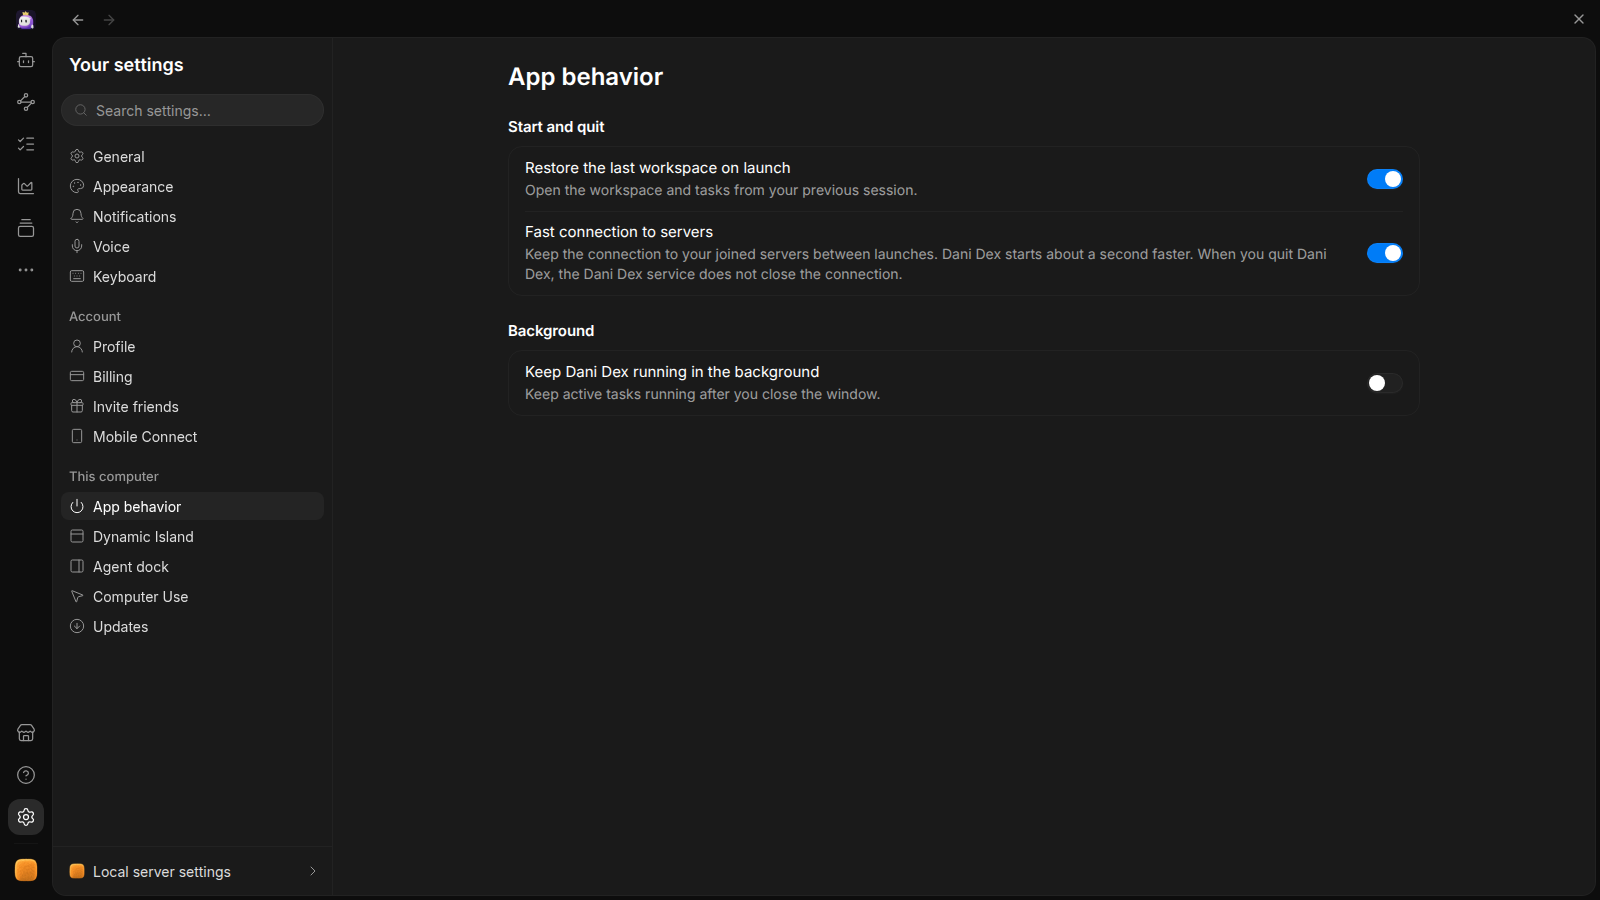 Your settings
Search settings...
General
Appearance
Notifications
Voice
Keyboard
Account
Profile
Billing
Invite friends
Mobile Connect
This computer
App behavior
Dynamic Island
Agent dock
Computer Use
Updates
Local server settings
App behavior
Start and quit
Restore the last workspace on launch
Open the workspace and tasks from your previous session.
Fast connection to servers
Keep the connection to your joined servers between launches. Dani Dex starts about a second faster. When you quit Dani
Dex, the Dani Dex service does not close the connection.
Background
Keep Dani Dex running in the background
Keep active tasks running after you close the window.